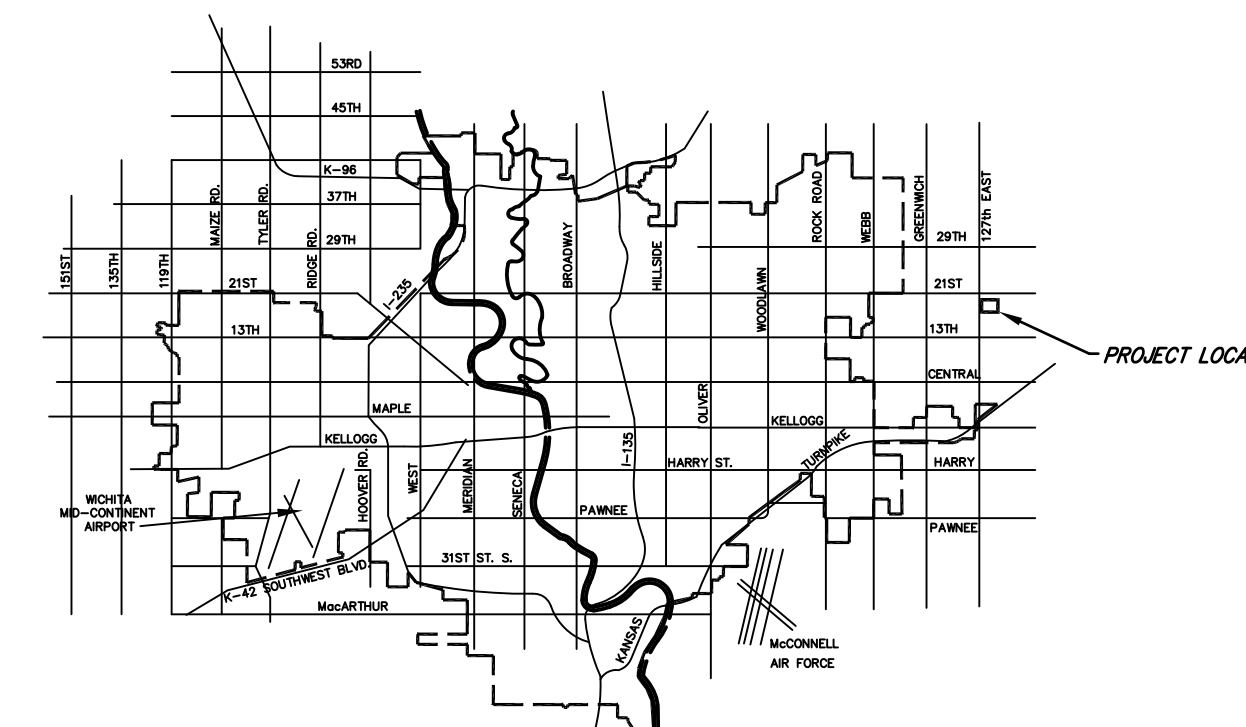 53RD
45TH
K-96
37TH
29TH
21ST
13TH
MAIZE RD.
TYLER RD.
RIDGE RD.
151ST
135TH
119TH
I-235
BROADWAY
HILLSIDE
WOODLAWN
ROCK ROAD
WEBB
GREENWICH
127th EAST
29TH
21ST
13TH
PROJECT LOCA
CENTRAL
MAPLE
OLIVER
KELLOGG
KELLOGG
TURNPIKE
I-135
HARRY ST.
HARRY
HOOVER RD.
WEST
MERIDIAN
SENECA
WICHITA
MID-CONTINENT
AIRPORT
PAWNEE
PAWNEE
31ST ST. S.
K-42 SOUTHWEST BLVD.
MacARTHUR
KANSAS
McCONNELL
AIR FORCE